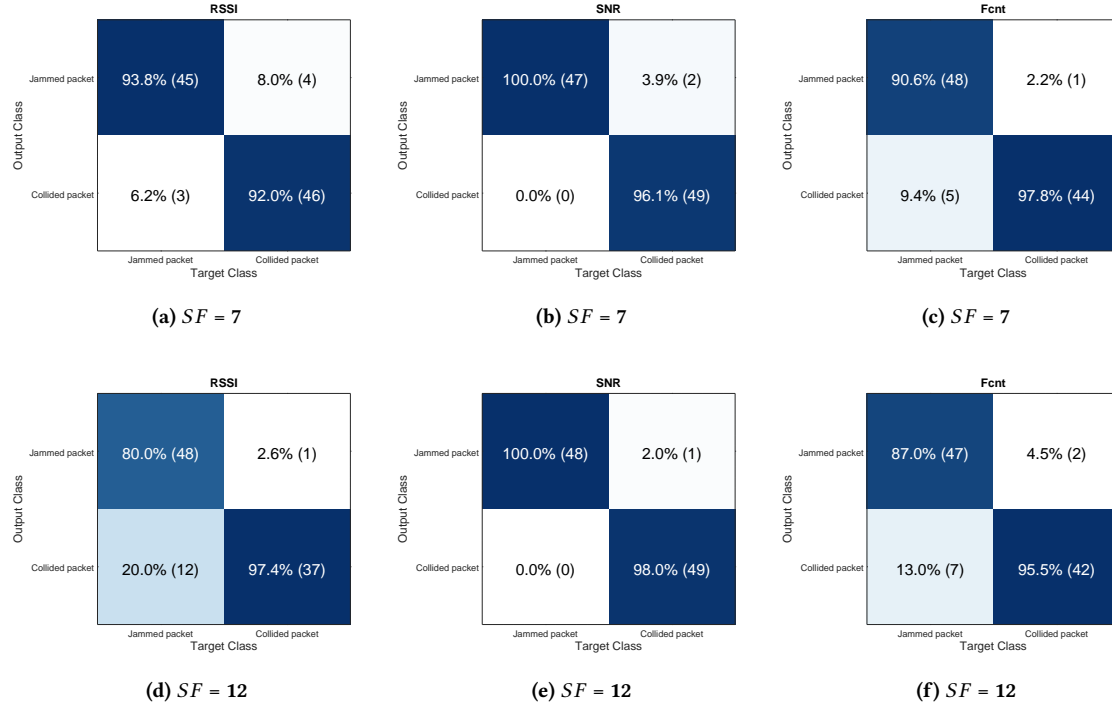 RSSI
Jammed packet
93.8% (45)
8.0% (4)
Output Class
Collided packet
6.2% (3)
92.0% (46)
Jammed packet
Collided packet
Target Class
(a) SF = 7
SNR
Jammed packet
100.0% (47)
3.9% (2)
Output Class
Collided packet
0.0% (0)
96.1% (49)
Jammed packet
Collided packet
Target Class
(b) SF = 7
Fcnt
Jammed packet
90.6% (48)
2.2% (1)
Output Class
Collided packet
9.4% (5)
97.8% (44)
Jammed packet
Collided packet
Target Class
(c) SF = 7
RSSI
Jammed packet
80.0% (48)
2.6% (1)
Output Class
Collided packet
20.0% (12)
97.4% (37)
Jammed packet
Collided packet
Target Class
(d) SF = 12
SNR
Jammed packet
100.0% (48)
2.0% (1)
Output Class
Collided packet
0.0% (0)
98.0% (49)
Jammed packet
Collided packet
Target Class
(e) SF = 12
Fcnt
Jammed packet
87.0% (47)
4.5% (2)
Output Class
Collided packet
13.0% (7)
95.5% (42)
Jammed packet
Collided packet
Target Class
(f) SF = 12